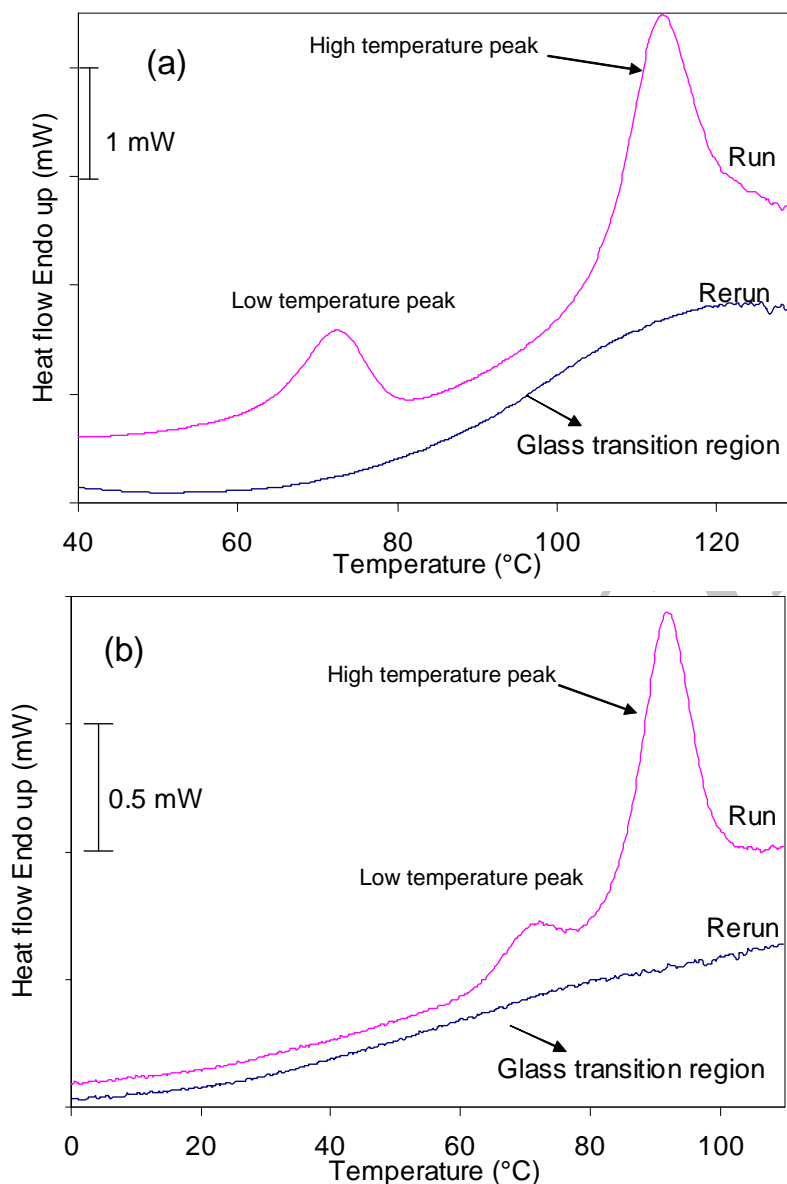 (a)
High temperature peak
1 mW
Run
Low temperature peak
Rerun
Glass transition region
Heat flow Endo up (mW)
40
60
80
100
120
Temperature (°C)
(b)
High temperature peak
0.5 mW
Run
Low temperature peak
Rerun
Glass transition region
Heat flow Endo up (mW)
0
20
40
60
80
100
Temperature (°C)